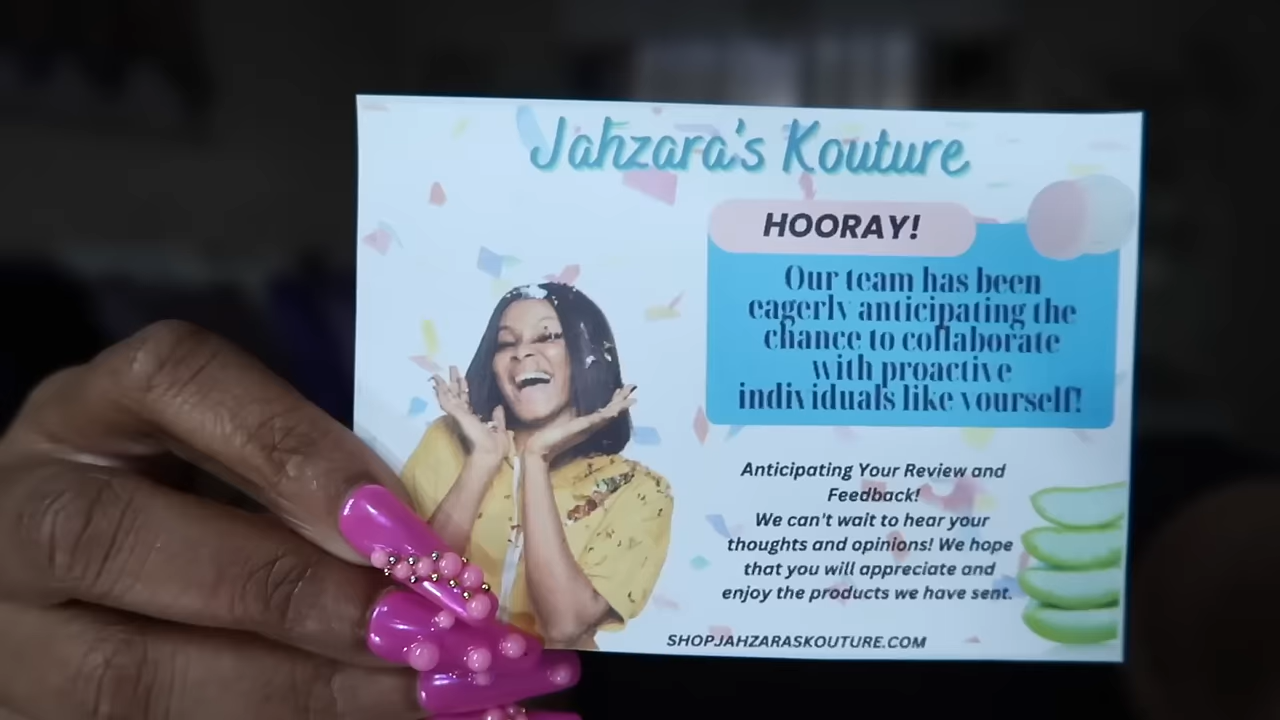 Jahzara's Kouture
HOORAY!
Our team has been
eagerly anticipating the
chance to collaborate
with proactive
individuals like yourself!
Anticipating Your Review and
Feedback!
We can't wait to hear your
thoughts and opinions! We hope
that you will appreciate and
enjoy the products we have sent.
SHOPJAHZARASKOUTURE.COM